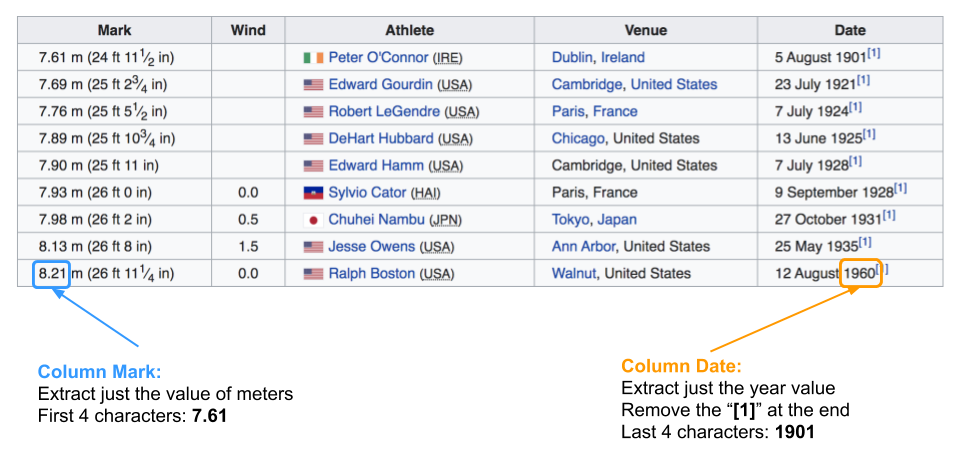 Mark Wind Athlete Venue Date
7.61 m (24 ft 11 1⁄2 in) Peter O'Connor (IRE) Dublin, Ireland 5 August 1901[1]
7.69 m (25 ft 2 3⁄4 in) Edward Gourdin (USA) Cambridge, United States 23 July 1921[1]
7.76 m (25 ft 5 1⁄2 in) Robert LeGendre (USA) Paris, France 7 July 1924[1]
7.89 m (25 ft 10 3⁄4 in) DeHart Hubbard (USA) Chicago, United States 13 June 1925[1]
7.90 m (25 ft 11 in) Edward Hamm (USA) Cambridge, United States 7 July 1928[1]
7.93 m (26 ft 0 in) 0.0 Sylvio Cator (HAI) Paris, France 9 September 1928[1]
7.98 m (26 ft 2 in) 0.5 Chuhei Nambu (JPN) Tokyo, Japan 27 October 1931[1]
8.13 m (26 ft 8 in) 1.5 Jesse Owens (USA) Ann Arbor, United States 25 May 1935[1]
8.21 m (26 ft 11 1⁄4 in) 0.0 Ralph Boston (USA) Walnut, United States 12 August 1960[1]
Column Mark:
Extract just the value of meters
First 4 characters: 7.61
Column Date:
Extract just the year value
Remove the “[1]” at the end
Last 4 characters: 1901